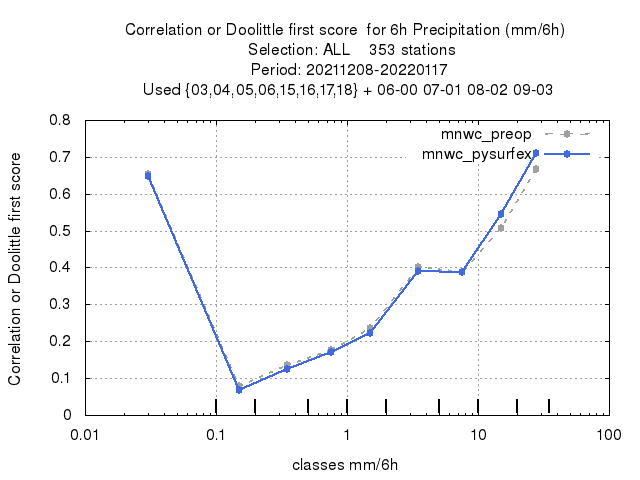 Correlation or Doolittle first score  for 6h Precipitation (mm/6h)
Selection: ALL    353 stations
Period: 20211208-20220117
Used {03,04,05,06,15,16,17,18} + 06-00 07-01 08-02 09-03
mnwc_preop
mnwc_pysurfex
Correlation or Doolittle first score
0.8
0.7
0.6
0.5
0.4
0.3
0.2
0.1
0
0.01 0.1 1 10 100
classes mm/6h